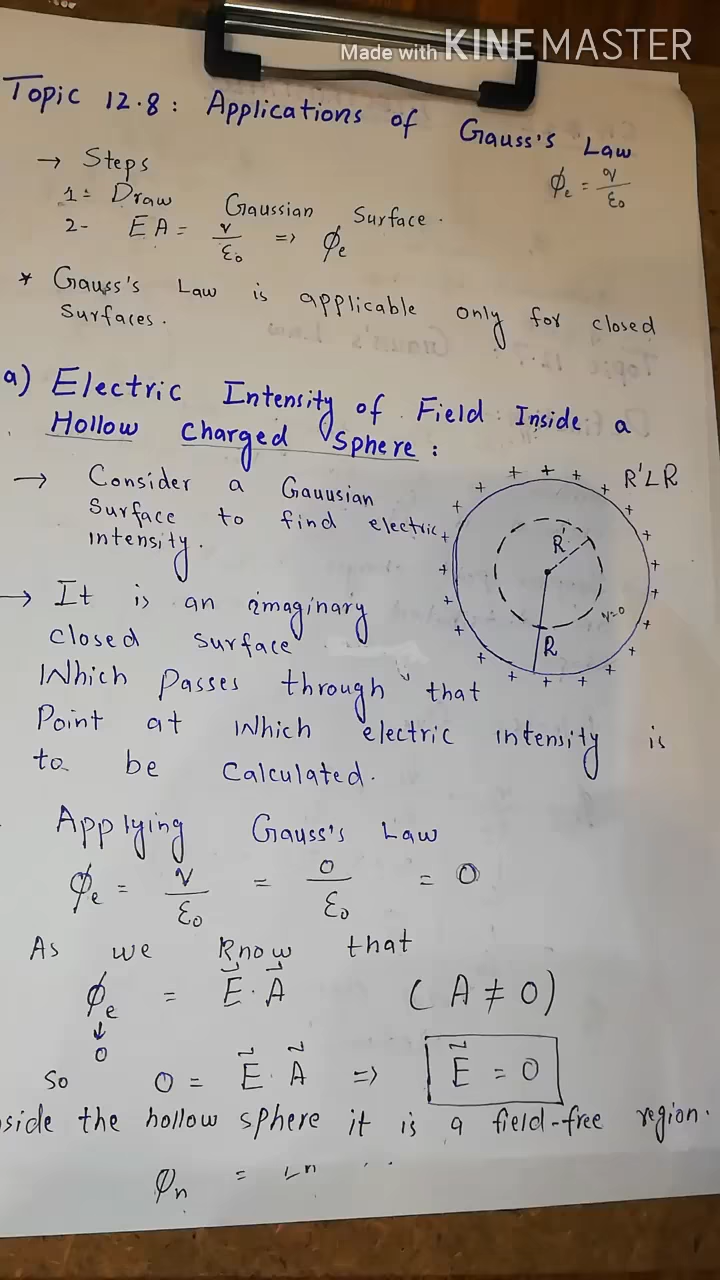 Made with KINEMASTER
Topic 12.8: Applications of Gauss's Law
→ Steps
ϕe = q/ε0
1= Draw Gaussian Surface.
2- EA = q/ε0 => ϕe
* Gauss's Law is applicable only for closed
Surfaces.
a) Electric Intensity of Field Inside a
Hollow Charged Sphere:
→ Consider a Gauusian
Surface to find electric
intensity.
R'<R
R'
q=0
R
→ It is an imaginary
closed surface
Which Passes through that
Point at Which electric intensity is
to be Calculated.
Applying Gauss's Law
ϕe = q/ε0 = 0/ε0 = 0
As we Know that
ϕe = E⃗ . A⃗ (A ≠ 0)
↓
0
So 0 = E⃗ . A⃗ => E⃗ = 0
side the hollow sphere it is a field-free region.